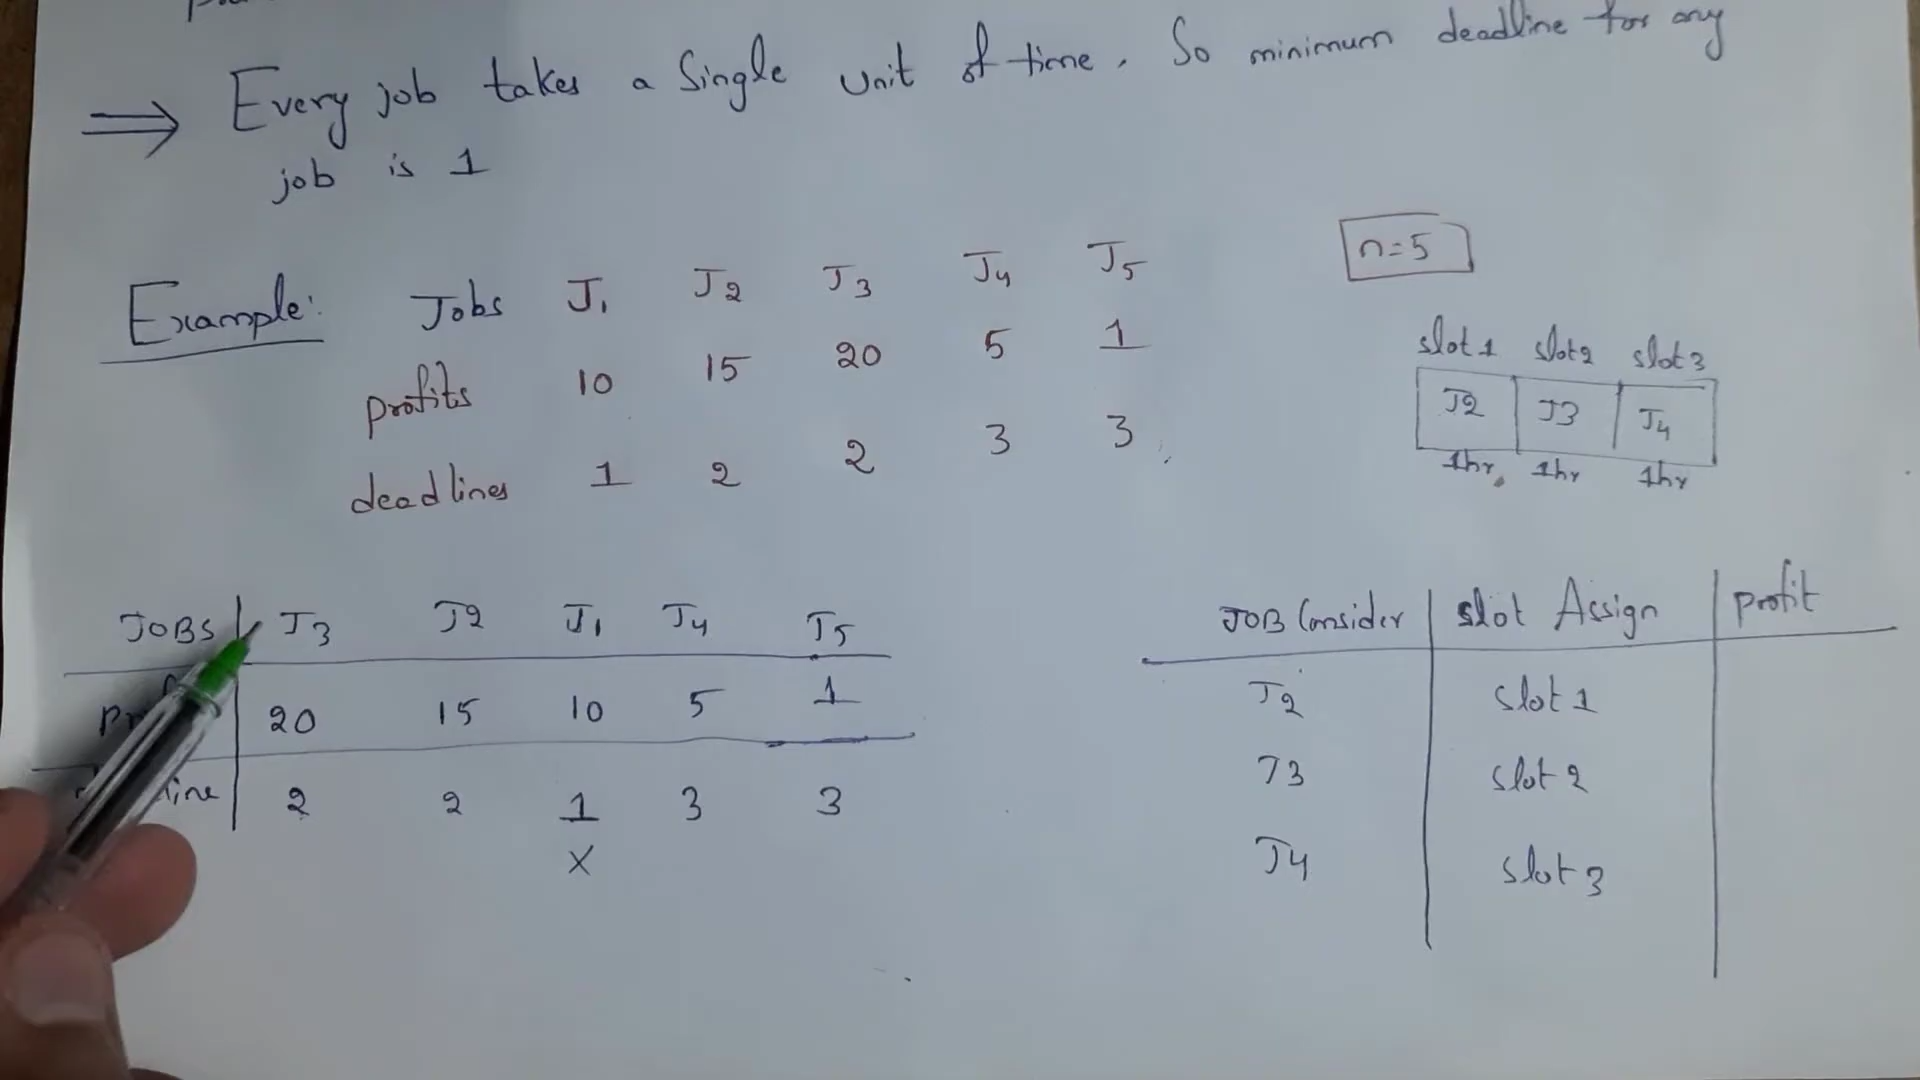 ⇒ Every job takes a Single Unit of time. So minimum deadline for any
job is 1
n=5
Example: Jobs J1 J2 J3 J4 J5
profits 10 15 20 5 1
deadlines 1 2 2 3 3
slot1 slot2 slot3
J2 J3 J4
1hr 1hr 1hr
JOBS J3 J2 J1 J4 J5
20 15 10 5 1
2 2 1 3 3
X
JOB Consider slot Assign profit
J2 slot 1
J3 slot 2
J4 slot 3